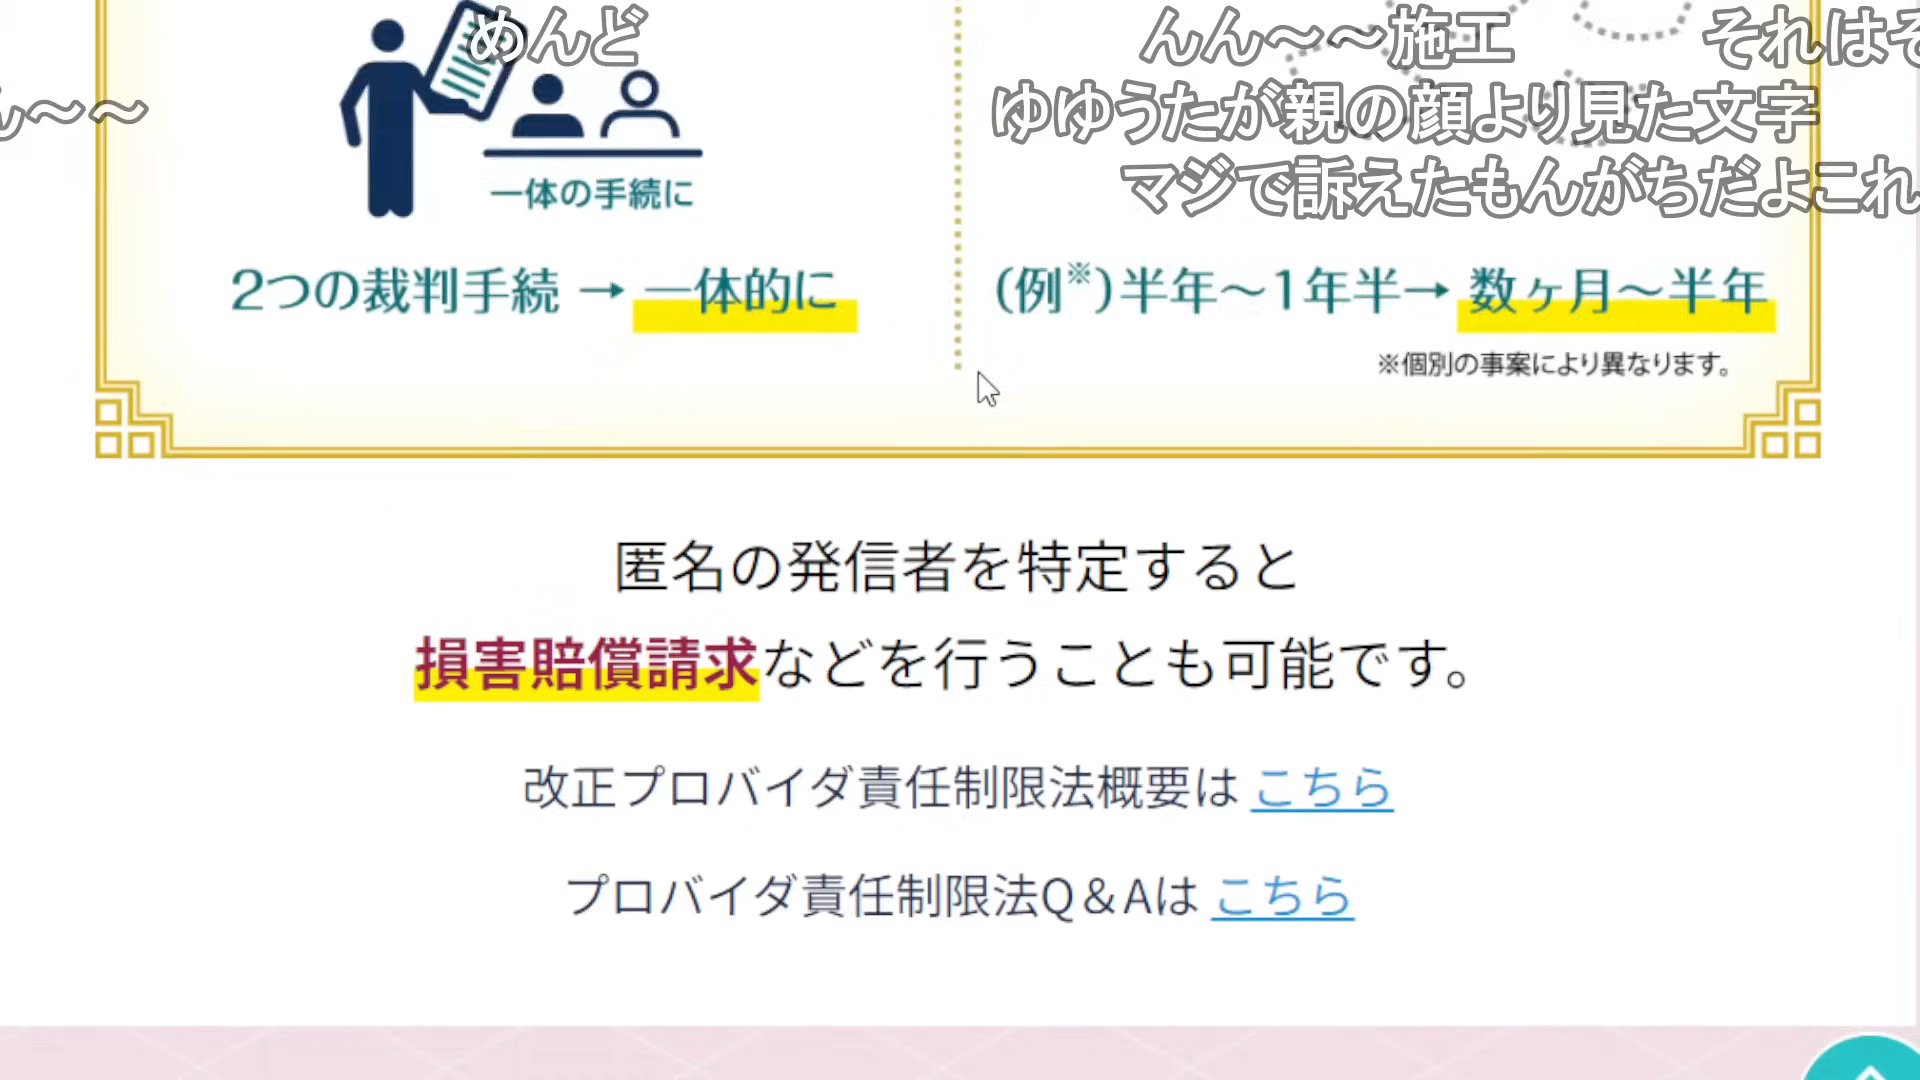 めんど
んん～～施工
それはそ
ん～～
ゆゆうたが親の顔より見た文字
マジで訴えたもんがちだよこれ
一体の手続に
2つの裁判手続 → 一体的に
(例※)半年～1年半→ 数ヶ月～半年
※個別の事案により異なります。
匿名の発信者を特定すると
損害賠償請求などを行うことも可能です。
改正プロバイダ責任制限法概要は こちら
プロバイダ責任制限法Q＆Aは こちら